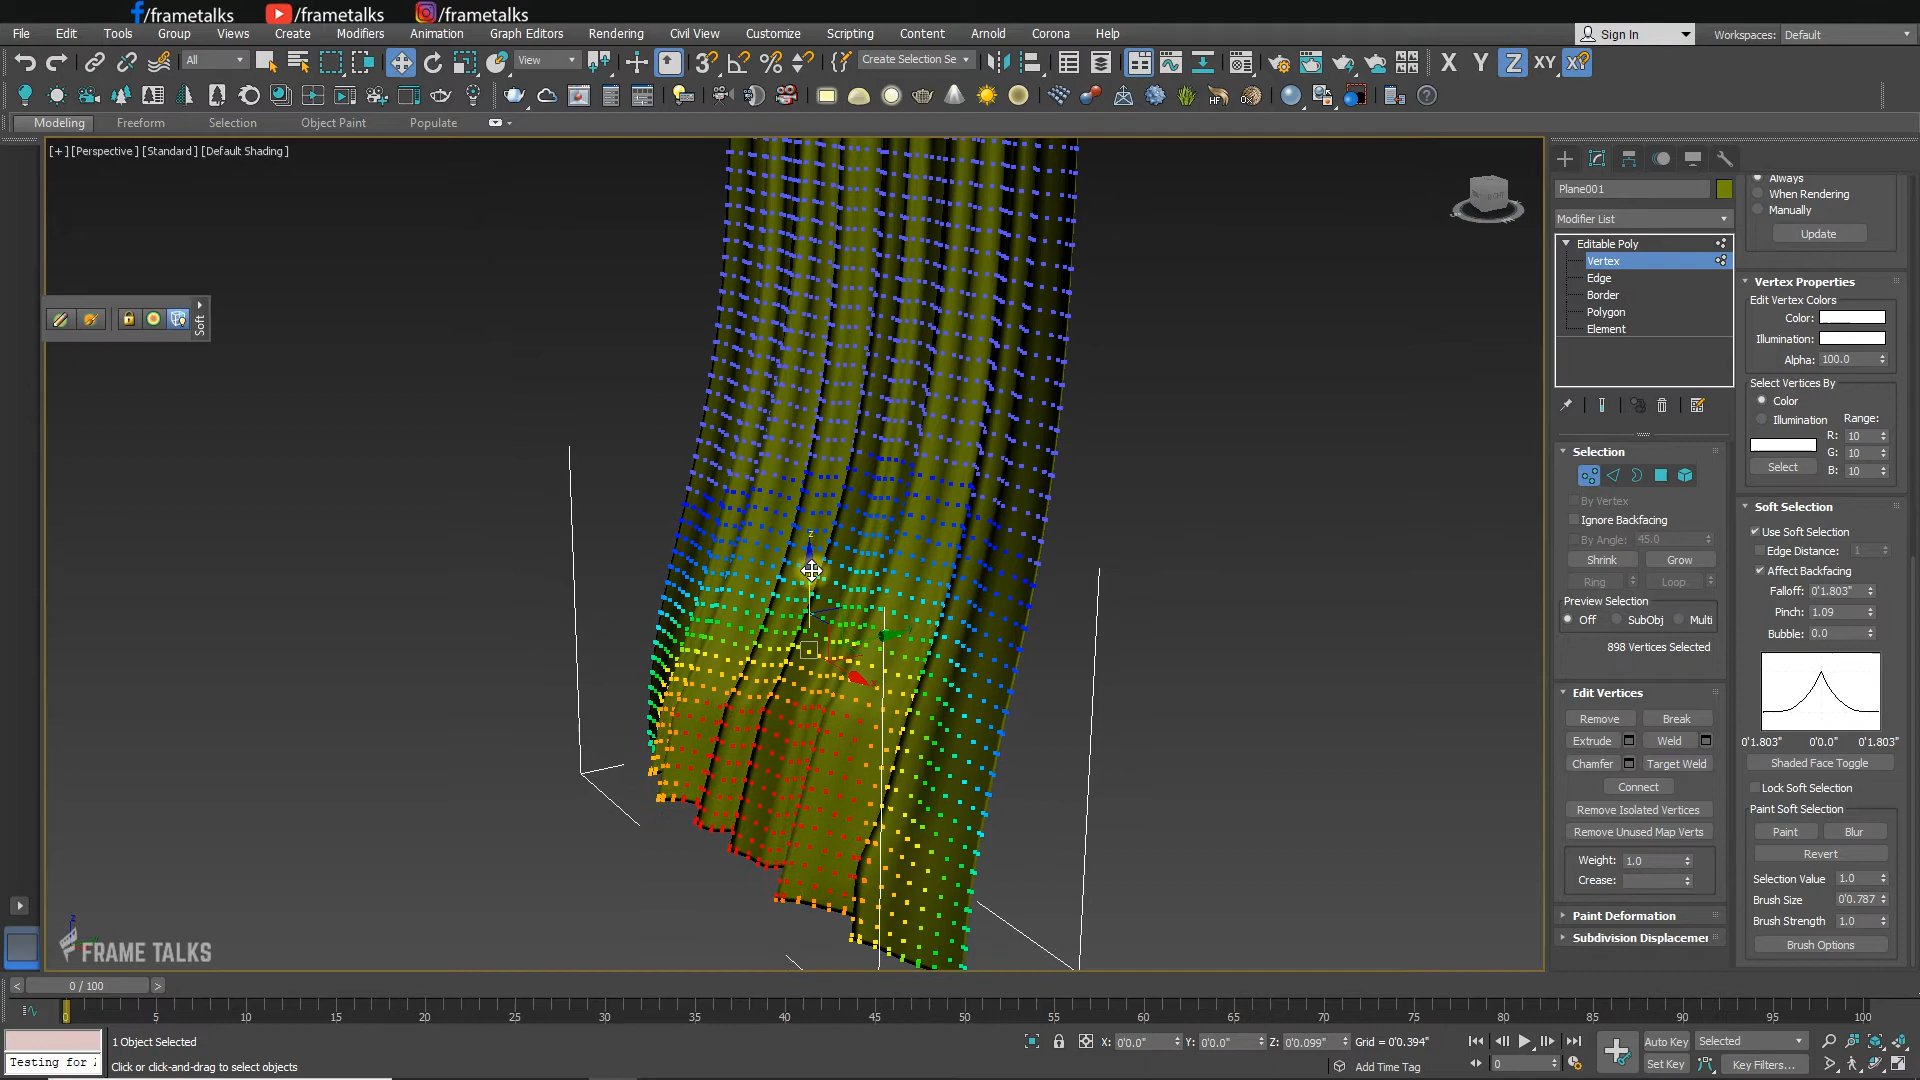 /frametalks /frametalks /frametalks
File Edit Tools Group Views Create Modifiers Animation Graph Editors Rendering Civil View Customize Scripting Content Arnold Corona Help
Sign In Workspaces: Default
All View Create Selection Se X Y Z XY XY
Modeling Freeform Selection Object Paint Populate
[+] [Perspective] [Standard] [Default Shading]
Soft
Z
FRAME TALKS
Plane001
Modifier List
Editable Poly
Vertex
Edge
Border
Polygon
Element
Selection
By Vertex
Ignore Backfacing
By Angle: 45.0
Shrink Grow
Ring Loop
Preview Selection
Off SubObj Multi
898 Vertices Selected
Edit Vertices
Remove Break
Extrude Weld
Chamfer Target Weld
Connect
Remove Isolated Vertices
Remove Unused Map Verts
Weight: 1.0
Crease:
Paint Deformation
Subdivision Displacemen
Always
When Rendering
Manually
Update
Vertex Properties
Edit Vertex Colors
Color:
Illumination:
Alpha: 100.0
Select Vertices By
Color
Illumination Range:
R: 10
G: 10
Select B: 10
Soft Selection
Use Soft Selection
Edge Distance: 1
Affect Backfacing
Falloff: 0'1.803"
Pinch: 1.09
Bubble: 0.0
0'1.803" 0'0.0" 0'1.803"
Shaded Face Toggle
Lock Soft Selection
Paint Soft Selection
Paint Blur
Revert
Selection Value 1.0
Brush Size 0'0.787
Brush Strength 1.0
Brush Options
< 0 / 100 >
0 5 10 15 20 25 30 35 40 45 50 55 60 65 70 75 80 85 90 95 100
1 Object Selected
Testing for Click or click-and-drag to select objects
X: 0'0.0" Y: 0'0.0" Z: 0'0.099" Grid = 0'0.394"
Add Time Tag
0
Auto Key Selected
Set Key Key Filters...